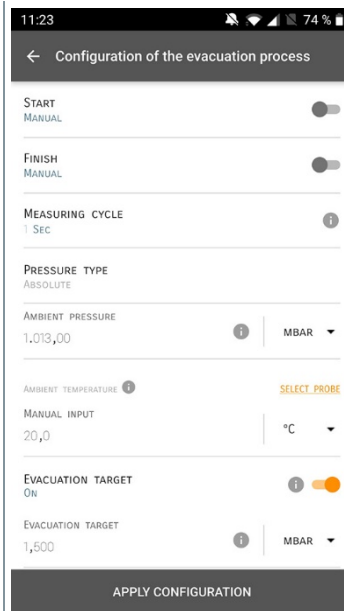 11:23
74 %
Configuration of the evacuation process
START
MANUAL
FINISH
MANUAL
MEASURING CYCLE
1 SEC
PRESSURE TYPE
ABSOLUTE
AMBIENT PRESSURE
1.013,00
MBAR
AMBIENT TEMPERATURE
SELECT PROBE
MANUAL INPUT
20,0
°C
EVACUATION TARGET
ON
EVACUATION TARGET
1,500
MBAR
APPLY CONFIGURATION